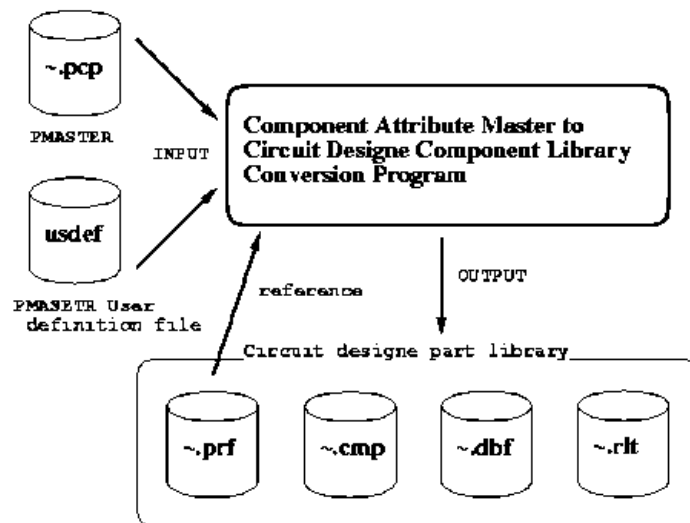 ~.pcp
PMASTER
INPUT
Component Attribute Master to
Circuit Designe Component Library
Conversion Program
usdef
PMASETR User
definition file
reference
OUTPUT
Circuit designe part library
~.prf
~.cmp
~.dbf
~.rlt